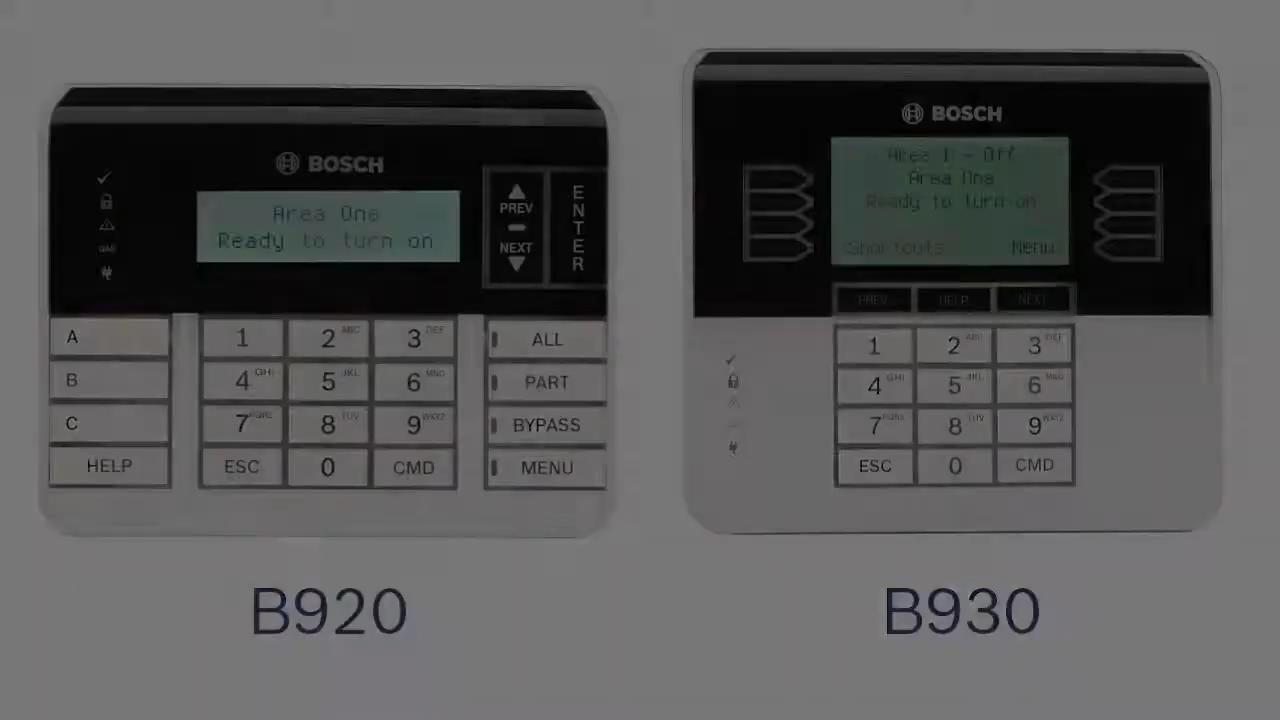 BOSCH
Area One
Ready to turn on
PREV
NEXT
ENTER
A
B
C
HELP
1
2 ABC
3 DEF
4 GHI
5 JKL
6 MNO
7 PQRS
8 TUV
9 WXYZ
ESC
0
CMD
ALL
PART
BYPASS
MENU
B920
BOSCH
Area 1 - Off
Area One
Ready to turn on
Shortcuts Menu
PREV
HELP
NEXT
1
2 ABC
3 DEF
4 GHI
5 JKL
6 MNO
7 PQRS
8 TUV
9 WXYZ
ESC
0
CMD
B930